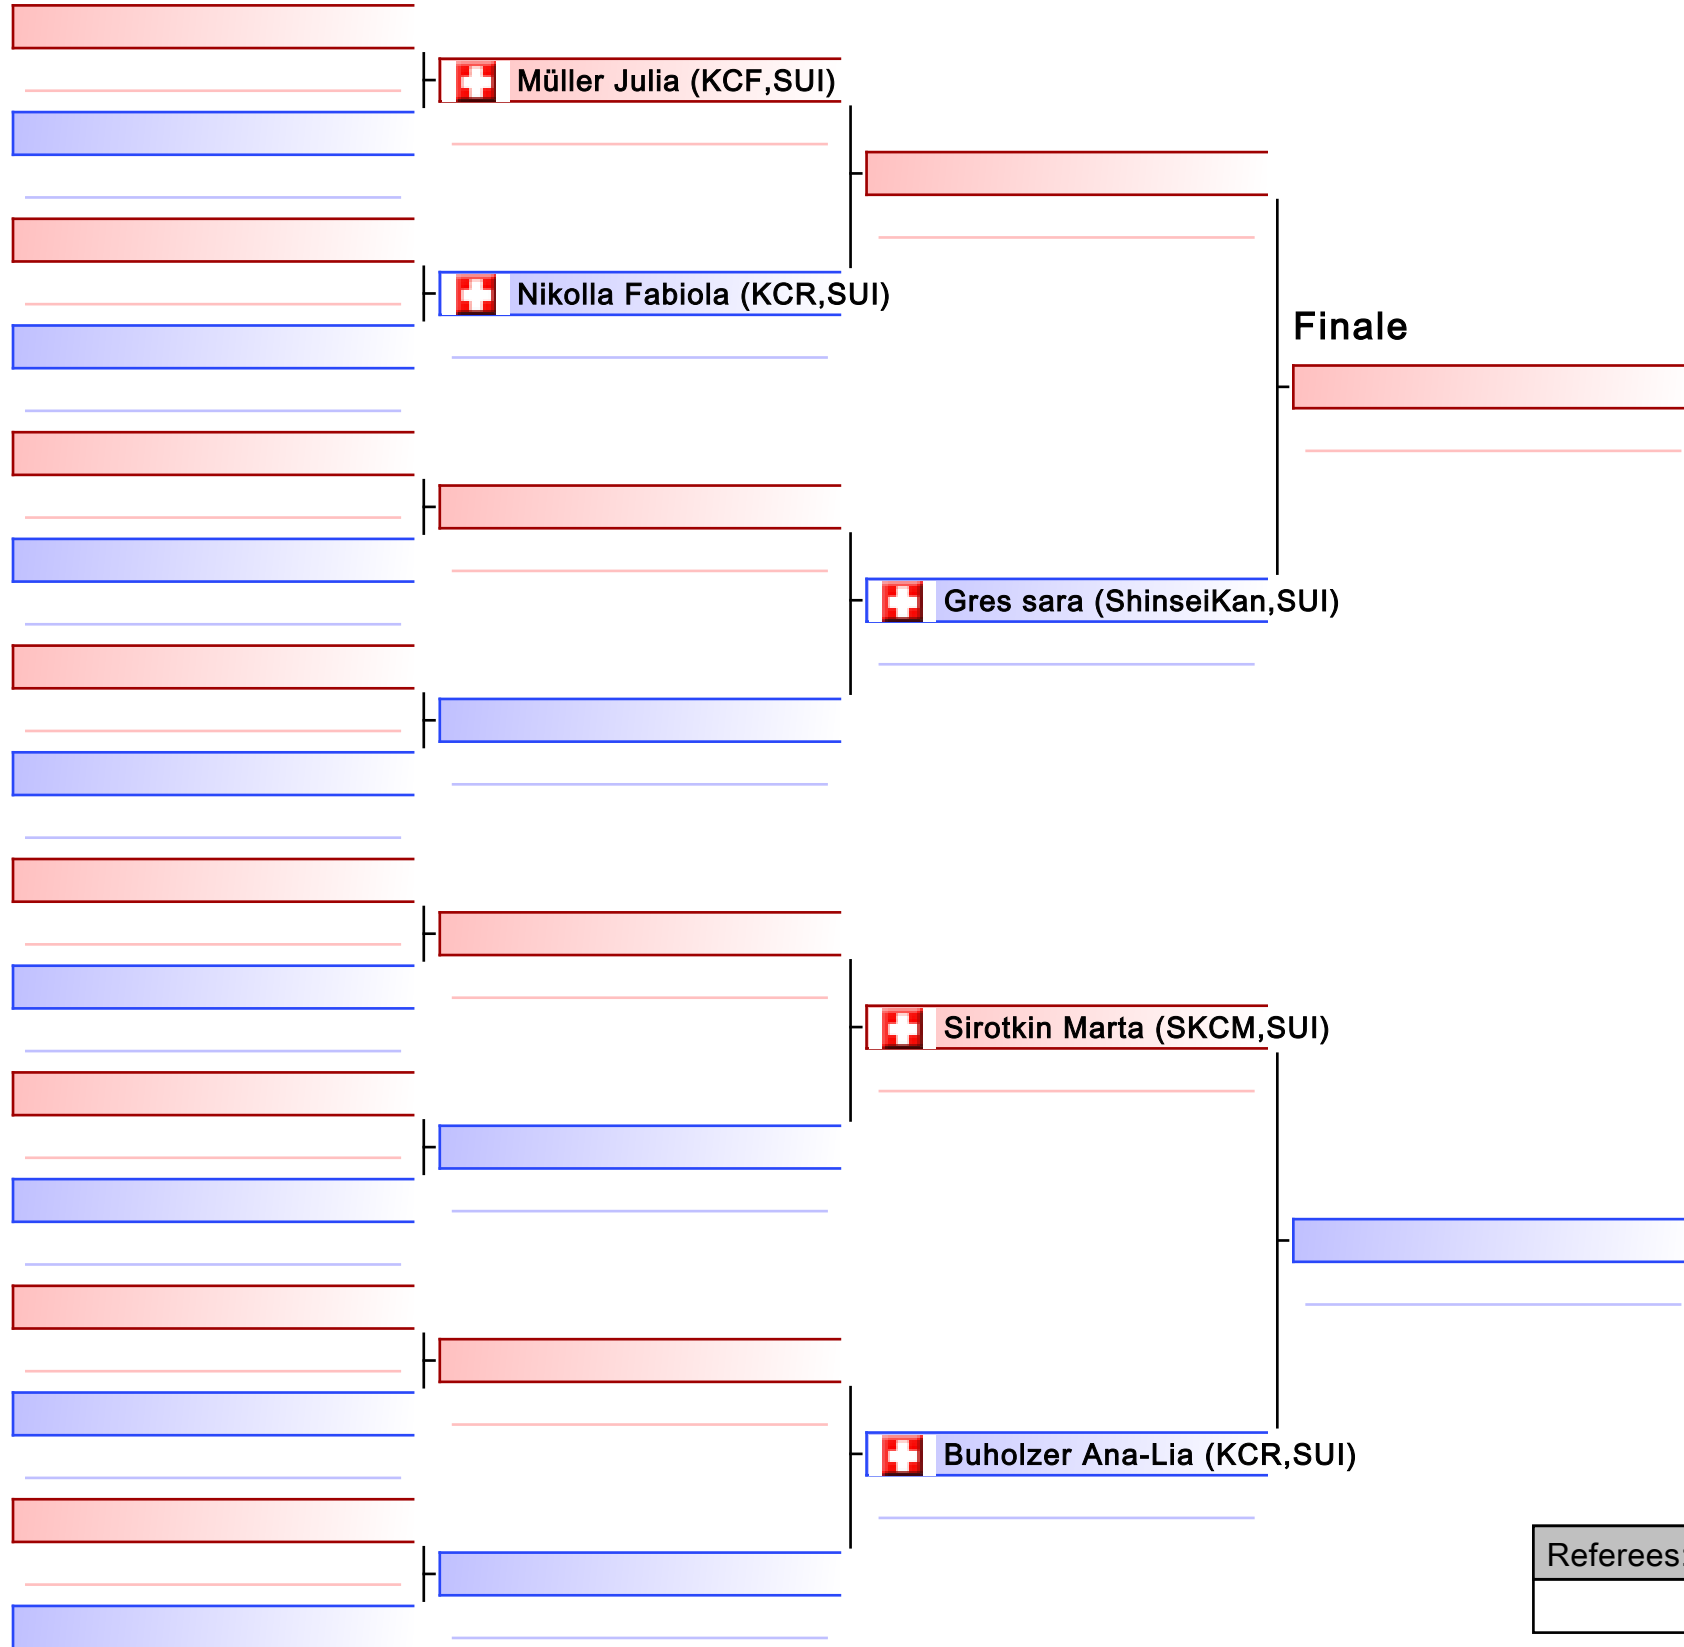 Müller Julia (KCF,SUI)
Nikolla Fabiola (KCR,SUI)
Finale
Gres sara (ShinseiKan,SUI)
Sirotkin Marta (SKCM,SUI)
Buholzer Ana-Lia (KCR,SUI)
Referees: